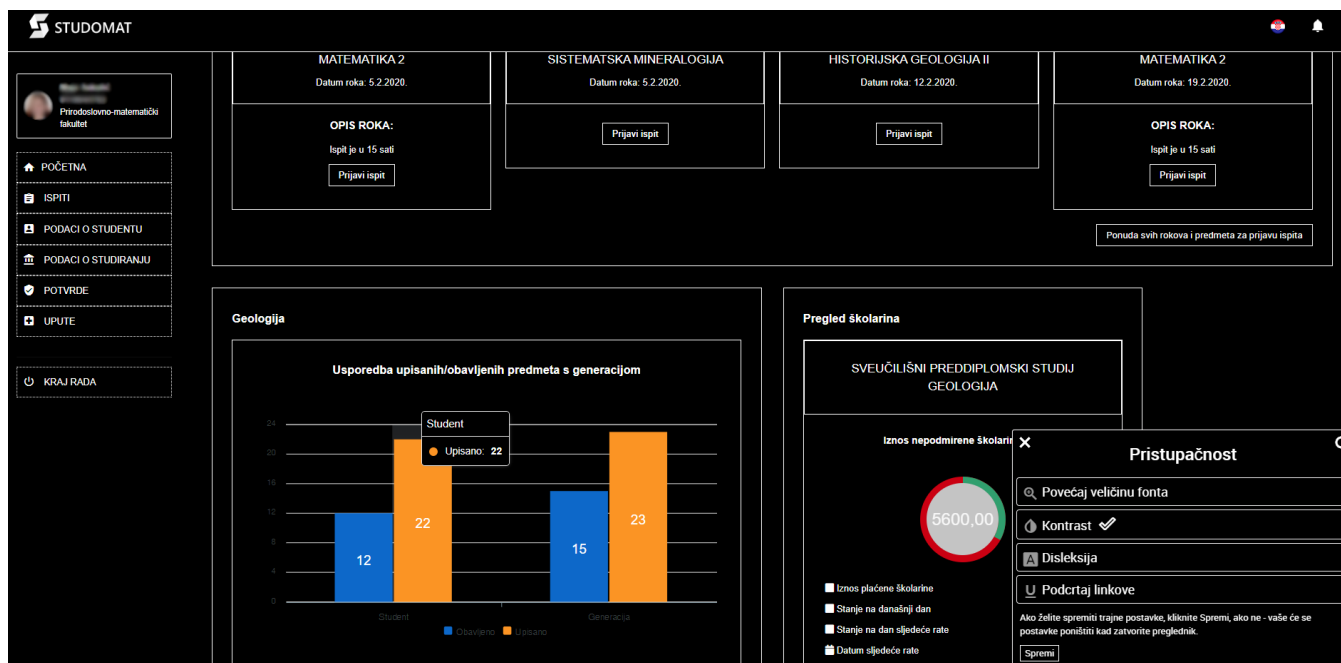 STUDOMAT
Prirodoslovno-matematički
fakultet
POČETNA
ISPITI
PODACI O STUDENTU
PODACI O STUDIRANJU
POTVRDE
UPUTE
KRAJ RADA
MATEMATIKA 2
Datum roka: 5.2.2020.
OPIS ROKA:
Ispit je u 15 sati
Prijavi ispit
SISTEMATSKA MINERALOGIJA
Datum roka: 5.2.2020.
Prijavi ispit
HISTORIJSKA GEOLOGIJA II
Datum roka: 12.2.2020.
Prijavi ispit
MATEMATIKA 2
Datum roka: 19.2.2020.
OPIS ROKA:
Ispit je u 15 sati
Prijavi ispit
Ponuda svih rokova i predmeta za prijavu ispita
Geologija
Usporedba upisanih/obavljenih predmeta s generacijom
24
20
16
12
8
4
0
Student
Upisano: 22
12
22
15
23
Student
Generacija
Obavljeno
Upisano
Pregled školarina
SVEUČILIŠNI PREDDIPLOMSKI STUDIJ
GEOLOGIJA
Iznos nepodmirene školarin
5600,00
Iznos plaćene školarine
Stanje na današnji dan
Stanje na dan sljedeće rate
Datum sljedeće rate
Pristupačnost
Povećaj veličinu fonta
Kontrast
Disleksija
Podcrtaj linkove
Ako želite spremiti trajne postavke, kliknite Spremi, ako ne - vaše će se
postavke poništiti kad zatvorite preglednik.
Spremi